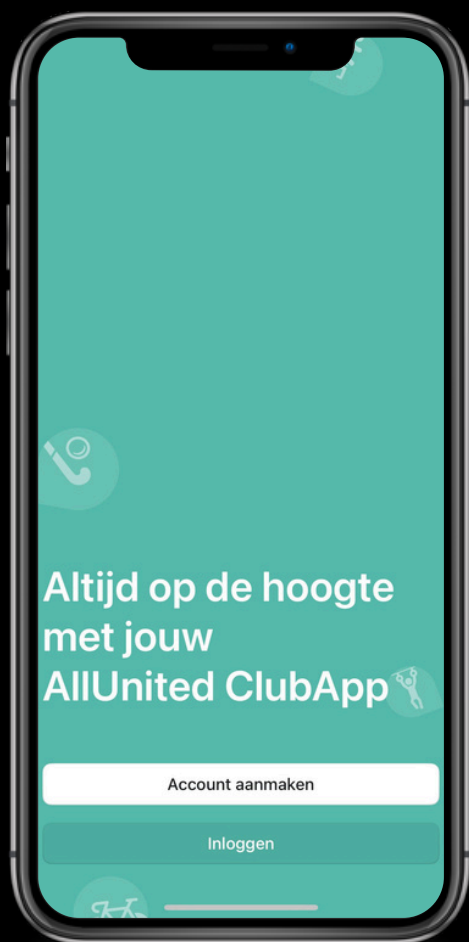 Altijd op de hoogte
met jouw
AllUnited ClubApp
Account aanmaken
Inloggen